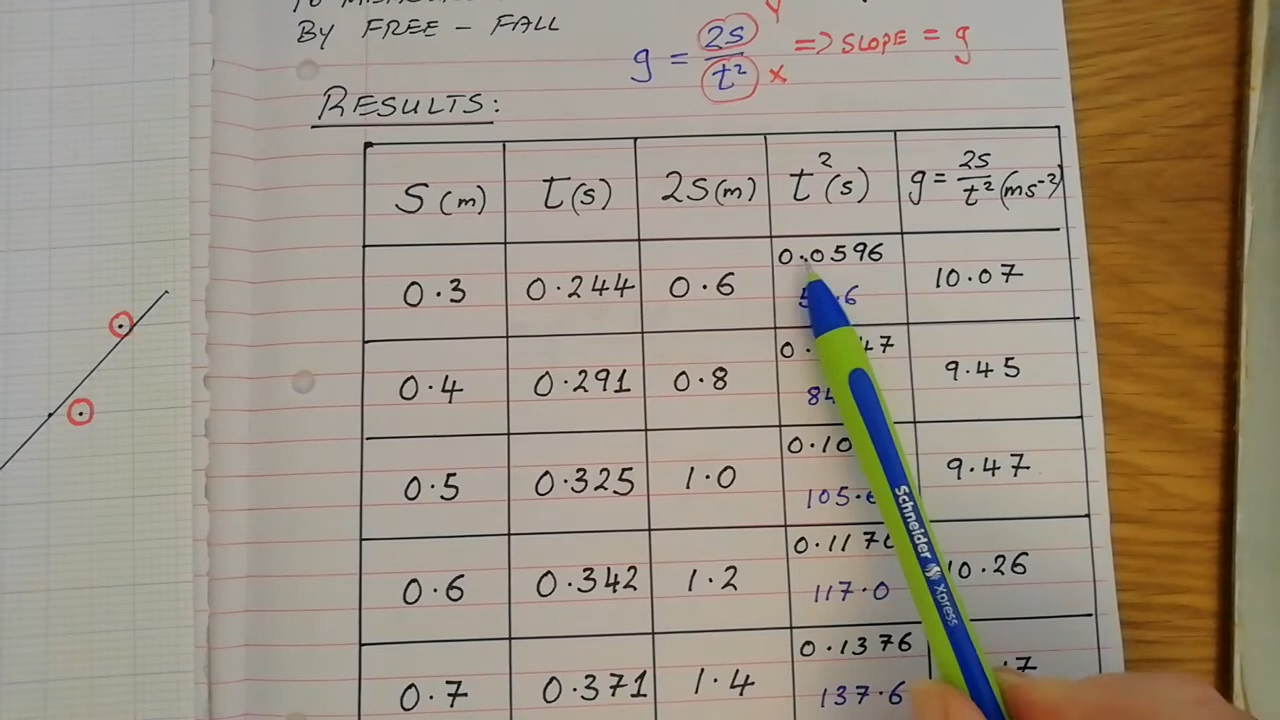 BY FREE - FALL
g = 2s / t² => SLOPE = g
y
x
RESULTS:
S (m) t (s) 2s (m) t² (s) g = 2s / t² (ms⁻²)
0.3 0.244 0.6 0.0596 10.07
0.4 0.291 0.8 9.45
0.5 0.325 1.0 9.47
0.6 0.342 1.2 117.0 10.26
0.7 0.371 1.4 0.1376
137.6
Schneider Xpress